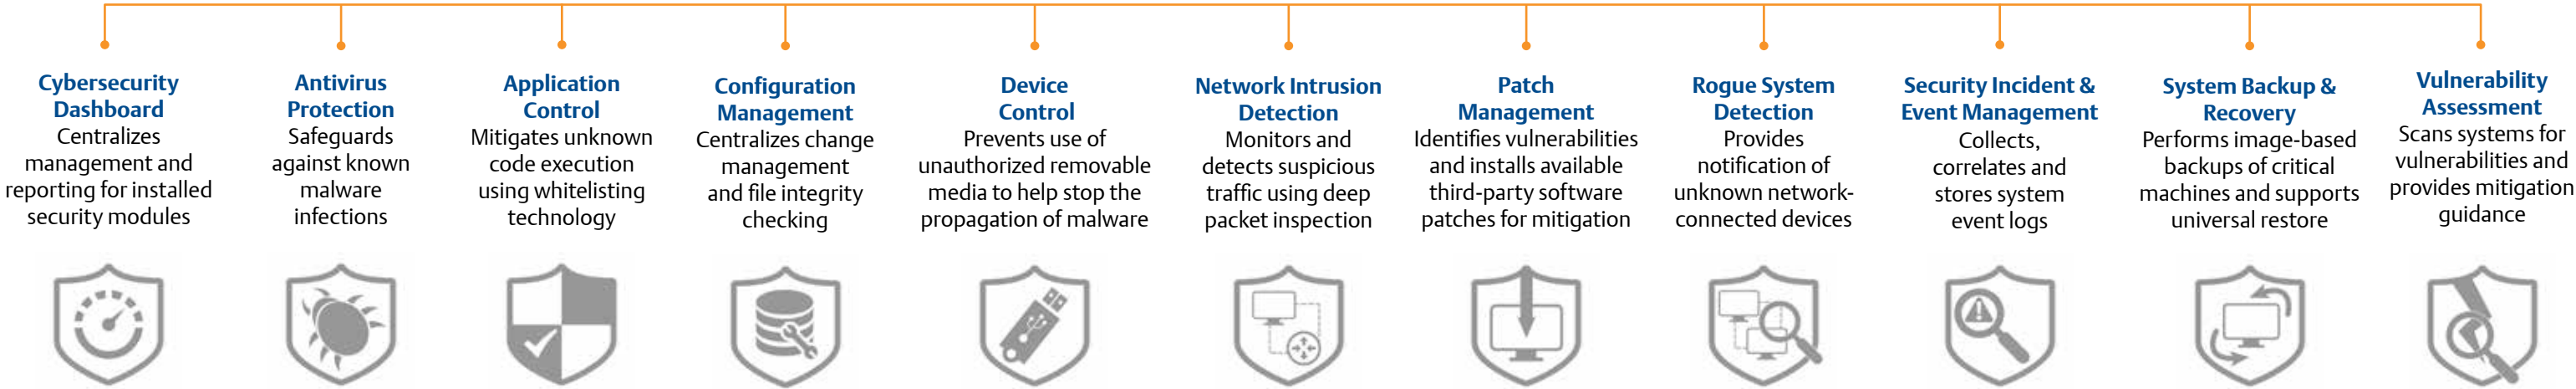 Cybersecurity
Dashboard
Centralizes
management and
reporting for installed
security modules
Antivirus
Protection
Safeguards
against known
malware
infections
Application
Control
Mitigates unknown
code execution
using whitelisting
technology
Configuration
Management
Centralizes change
management
and file integrity
checking
Device
Control
Prevents use of
unauthorized removable
media to help stop the
propagation of malware
Network Intrusion
Detection
Monitors and
detects suspicious
traffic using deep
packet inspection
Patch
Management
Identifies vulnerabilities
and installs available
third-party software
patches for mitigation
Rogue System
Detection
Provides
notification of
unknown network-
connected devices
Security Incident &
Event Management
Collects,
correlates and
stores system
event logs
System Backup &
Recovery
Performs image-based
backups of critical
machines and supports
universal restore
Vulnerability
Assessment
Scans systems for
vulnerabilities and
provides mitigation
guidance